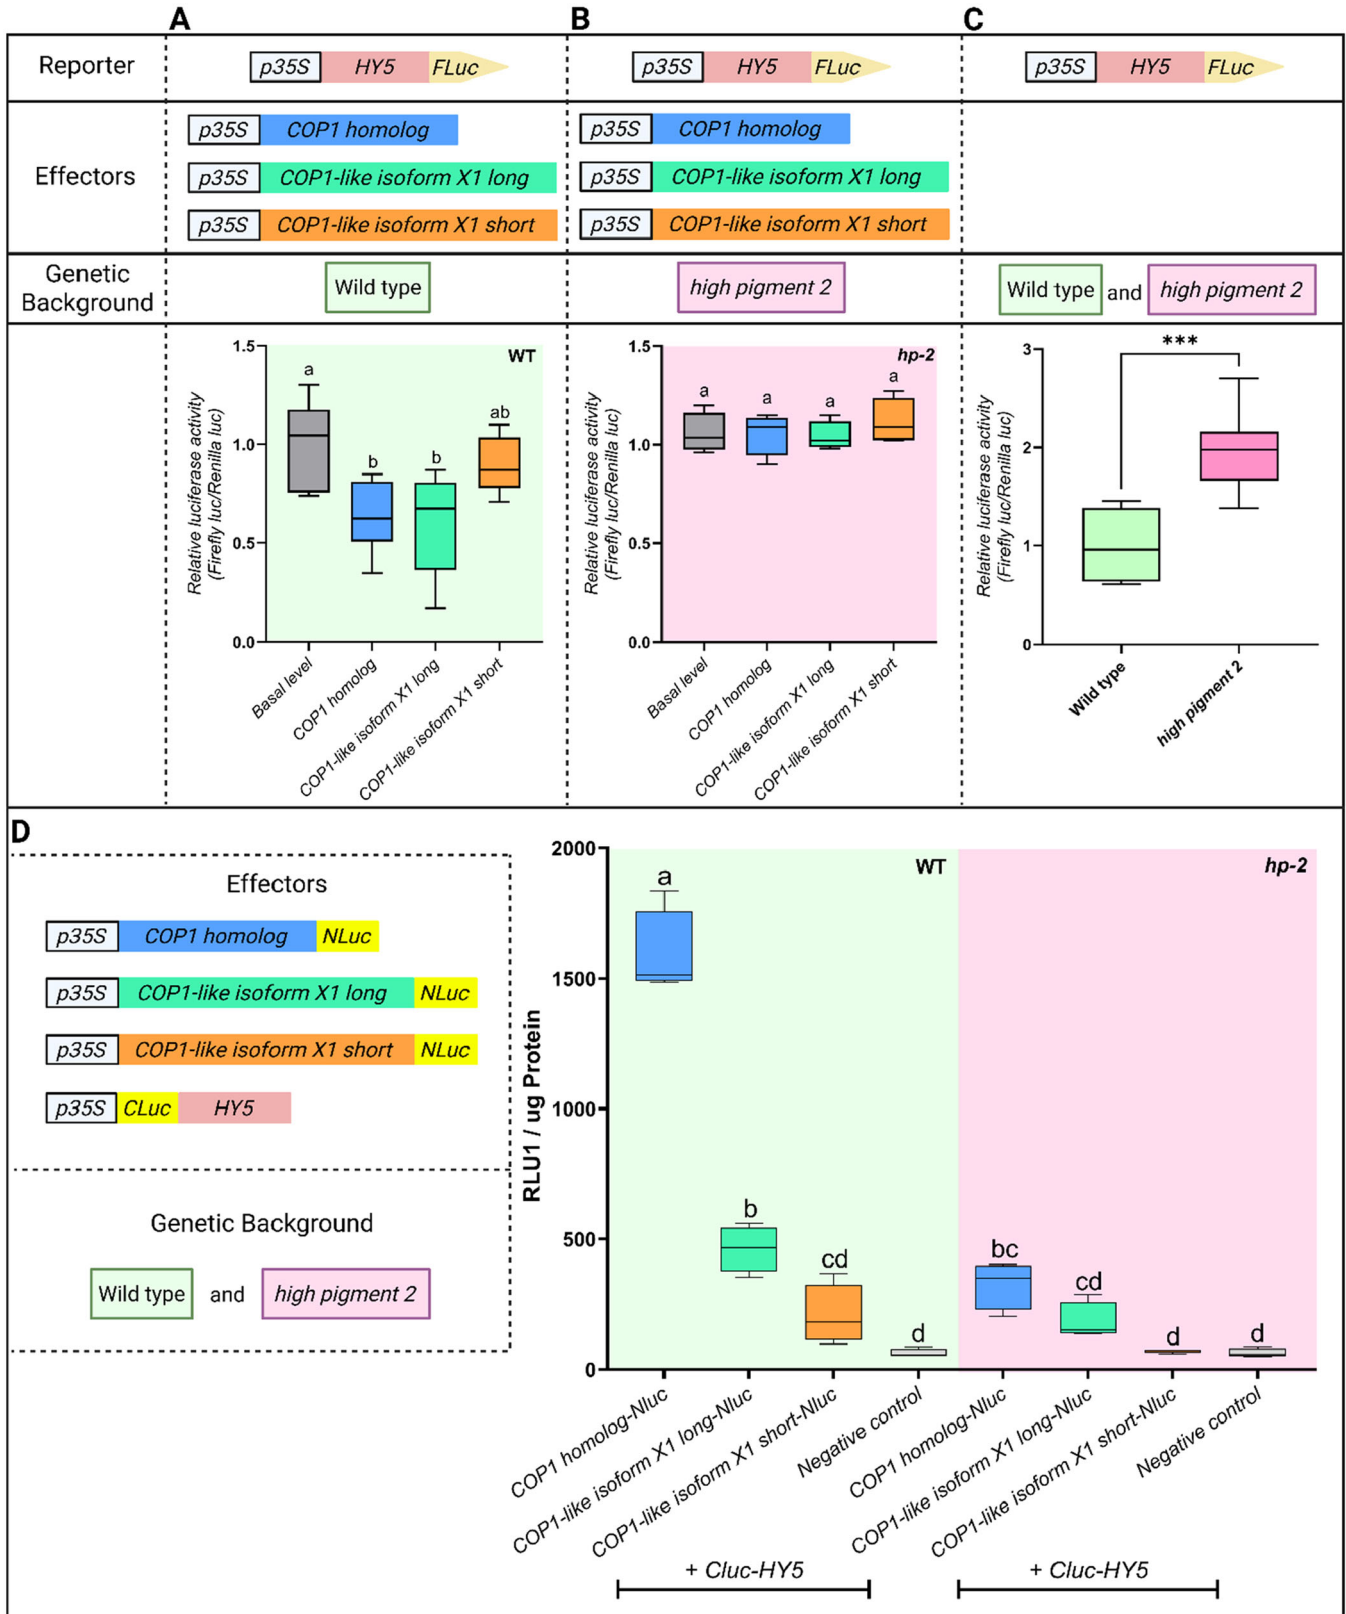 A
B
C
Reporter
p35S HY5 FLuc
p35S HY5 FLuc
p35S HY5 FLuc
Effectors
p35S COP1 homolog
p35S COP1-like isoform X1 long
p35S COP1-like isoform X1 short
p35S COP1 homolog
p35S COP1-like isoform X1 long
p35S COP1-like isoform X1 short
Genetic
Background
Wild type
high pigment 2
Wild type and high pigment 2
Relative luciferase activity
(Firefly luc/Renilla luc)
1.5
1.0
0.5
0.0
WT
a
b
b
ab
Basal level
COP1 homolog
COP1-like isoform X1 long
COP1-like isoform X1 short
Relative luciferase activity
(Firefly luc/Renilla luc)
1.5
1.0
0.5
0.0
hp-2
a
a
a
a
Basal level
COP1 homolog
COP1-like isoform X1 long
COP1-like isoform X1 short
Relative luciferase activity
(Firefly luc/Renilla luc)
3
2
1
0
***
Wild type
high pigment 2
D
Effectors
p35S COP1 homolog NLuc
p35S COP1-like isoform X1 long NLuc
p35S COP1-like isoform X1 short NLuc
p35S CLuc HY5
Genetic Background
Wild type and high pigment 2
RLU1 / ug Protein
2000
1500
1000
500
0
WT
hp-2
a
b
cd
d
bc
cd
d
d
COP1 homolog-Nluc
COP1-like isoform X1 long-Nluc
COP1-like isoform X1 short-Nluc
Negative control
COP1 homolog-Nluc
COP1-like isoform X1 long-Nluc
COP1-like isoform X1 short-Nluc
Negative control
+ Cluc-HY5
+ Cluc-HY5